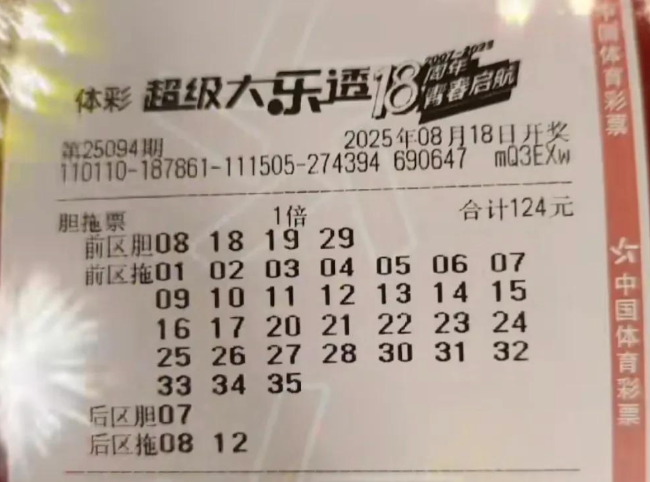 体彩 超级大乐透 18 2007-2025 周年 青春启航
第25094期 2025年08月18日开奖
110110-187861-111505-274394 690647 mQ3EXw
胆拖票 1倍 合计124元
前区胆08 18 19 29
前区拖01 02 03 04 05 06 07
09 10 11 12 13 14 15
16 17 20 21 22 23 24
25 26 27 28 30 31 32
33 34 35
后区胆07
后区拖08 12
中国体育彩票
中国体育彩票